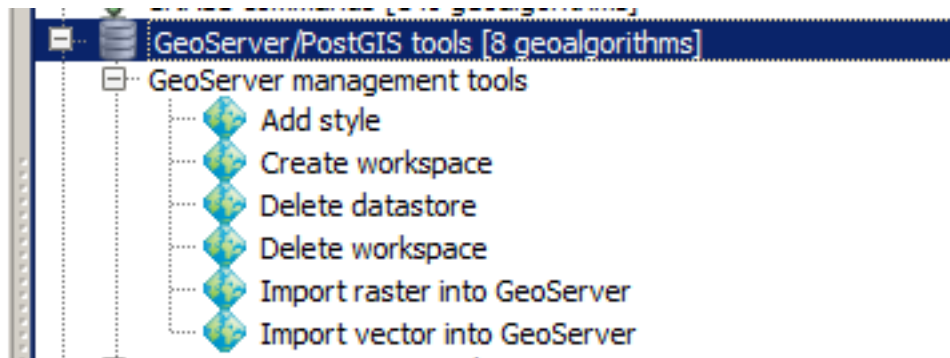 GeoServer/PostGIS tools [8 geoalgorithms]
GeoServer management tools
Add style
Create workspace
Delete datastore
Delete workspace
Import raster into GeoServer
Import vector into GeoServer